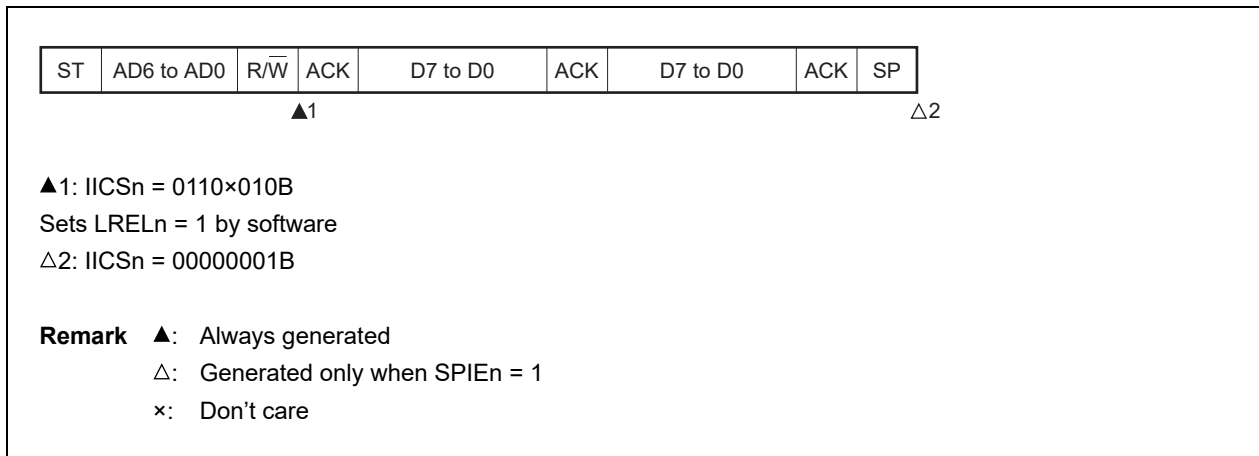 ST AD6 to AD0 R/W̅ ACK D7 to D0 ACK D7 to D0 ACK SP
▲1 △2
▲1: IICSn = 0110×010B
Sets LRELn = 1 by software
△2: IICSn = 00000001B
Remark ▲: Always generated
△: Generated only when SPIEn = 1
×: Don’t care